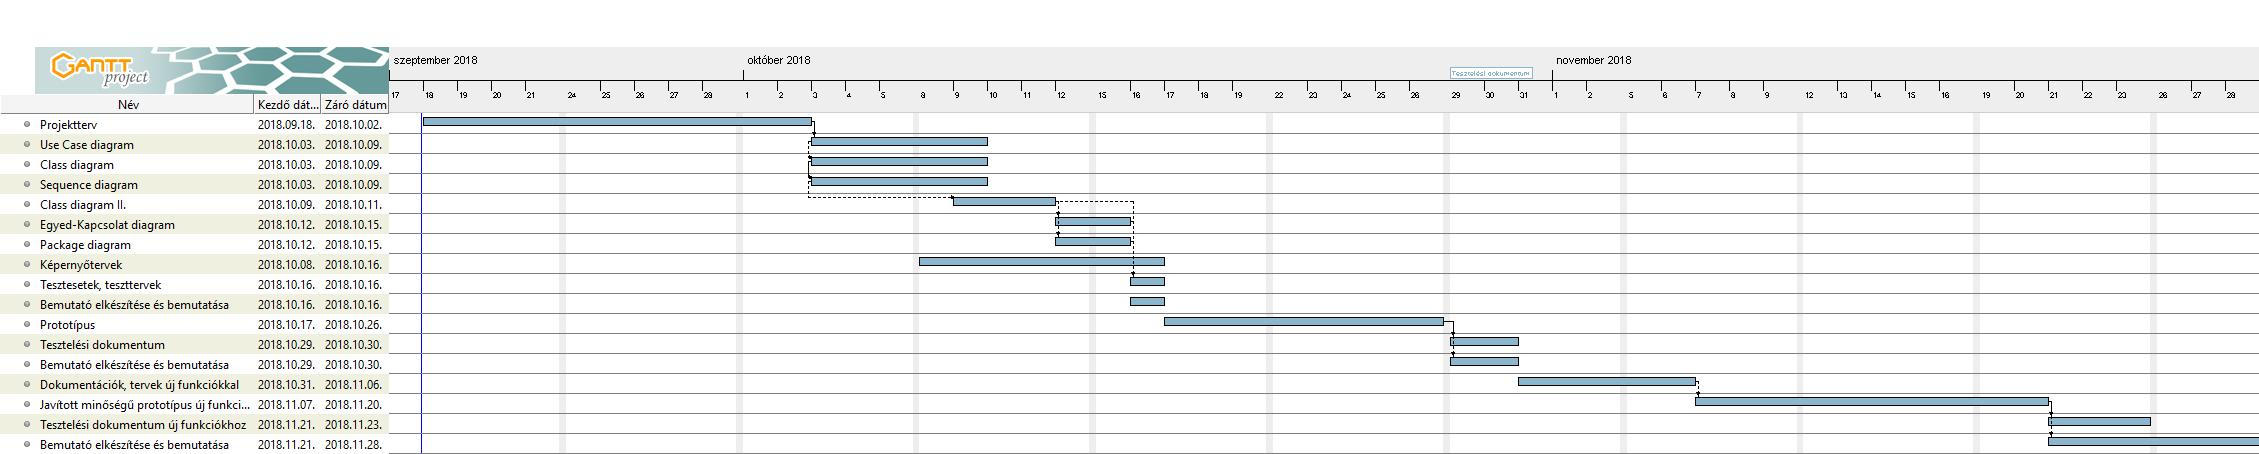 szeptember 2018 október 2018 november 2018
GANTT project
Tesztelési dokumentum
17 18 19 20 21 24 25 26 27 28 1 2 3 4 5 8 9 10 11 12 15 16 17 18 19 22 23 24 25 26 29 30 31 1 2 5 6 7 8 9 12 13 14 15 16 19 20 21 22 23 26 27 28
Név Kezdő dát... Záró dátum
Projektterv 2018.09.18. 2018.10.02.
Use Case diagram 2018.10.03. 2018.10.09.
Class diagram 2018.10.03. 2018.10.09.
Sequence diagram 2018.10.03. 2018.10.09.
Class diagram II. 2018.10.09. 2018.10.11.
Egyed-Kapcsolat diagram 2018.10.12. 2018.10.15.
Package diagram 2018.10.12. 2018.10.15.
Képernyőtervek 2018.10.08. 2018.10.16.
Tesztesetek, teszttervek 2018.10.16. 2018.10.16.
Bemutató elkészítése és bemutatása 2018.10.16. 2018.10.16.
Prototípus 2018.10.17. 2018.10.26.
Tesztelési dokumentum 2018.10.29. 2018.10.30.
Bemutató elkészítése és bemutatása 2018.10.29. 2018.10.30.
Dokumentációk, tervek új funkciókkal 2018.10.31. 2018.11.06.
Javított minőségű prototípus új funkci... 2018.11.07. 2018.11.20.
Tesztelési dokumentum új funkciókhoz 2018.11.21. 2018.11.23.
Bemutató elkészítése és bemutatása 2018.11.21. 2018.11.28.